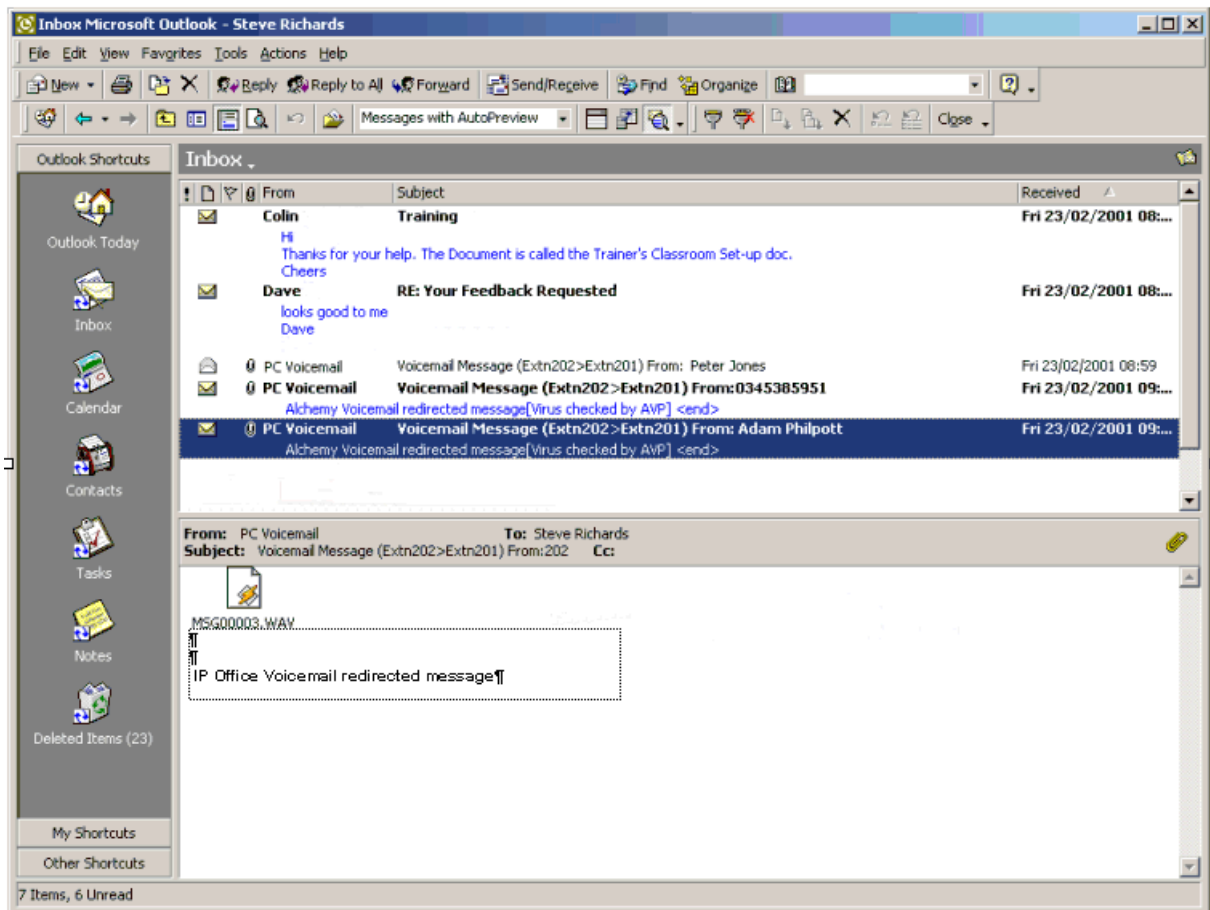 Inbox Microsoft Outlook - Steve Richards
File Edit View Favorites Tools Actions Help
New Reply Reply to All Forward Send/Receive Find Organize
Messages with AutoPreview Close
Outlook Shortcuts
Outlook Today
Inbox
Calendar
Contacts
Tasks
Notes
Deleted Items (23)
My Shortcuts
Other Shortcuts
Inbox
! From Subject Received
Colin Training Fri 23/02/2001 08:...
Hi
Thanks for your help. The Document is called the Trainer's Classroom Set-up doc.
Cheers
Dave RE: Your Feedback Requested Fri 23/02/2001 08:...
looks good to me
Dave
PC Voicemail Voicemail Message (Extn202>Extn201) From: Peter Jones Fri 23/02/2001 08:59
PC Voicemail Voicemail Message (Extn202>Extn201) From:0345385951 Fri 23/02/2001 09:...
Alchemy Voicemail redirected message[Virus checked by AVP] <end>
PC Voicemail Voicemail Message (Extn202>Extn201) From: Adam Philpott Fri 23/02/2001 09:...
Alchemy Voicemail redirected message[Virus checked by AVP] <end>
From: PC Voicemail To: Steve Richards
Subject: Voicemail Message (Extn202>Extn201) From:202 Cc:
MSG00003.WAV
¶
¶
IP Office Voicemail redirected message¶
7 Items, 6 Unread